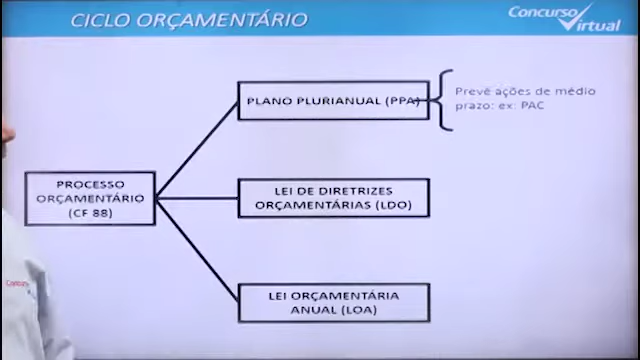 CICLO ORÇAMENTÁRIO
Concurso
Virtual
PLANO PLURIANUAL (PPA)
Prevê ações de médio
prazo: ex: PAC
PROCESSO
ORÇAMENTÁRIO
(CF 88)
LEI DE DIRETRIZES
ORÇAMENTÁRIAS (LDO)
LEI ORÇAMENTÁRIA
ANUAL (LOA)